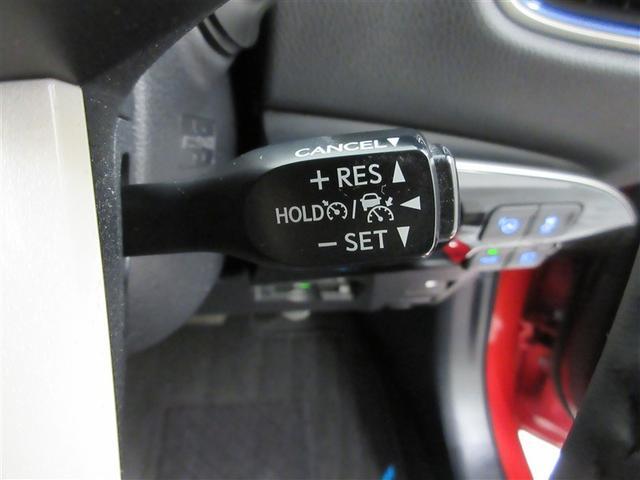 CANCEL▼
+ RES ▲
HOLD / ◀
− SET ▼